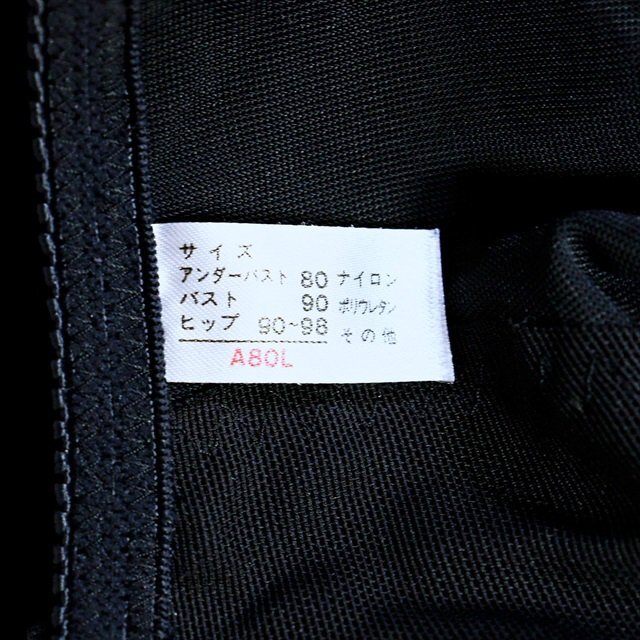 サイズ
アンダーバスト 80 ナイロン
バスト 90 ポリウレタン
ヒップ 90~98 その他
A80L